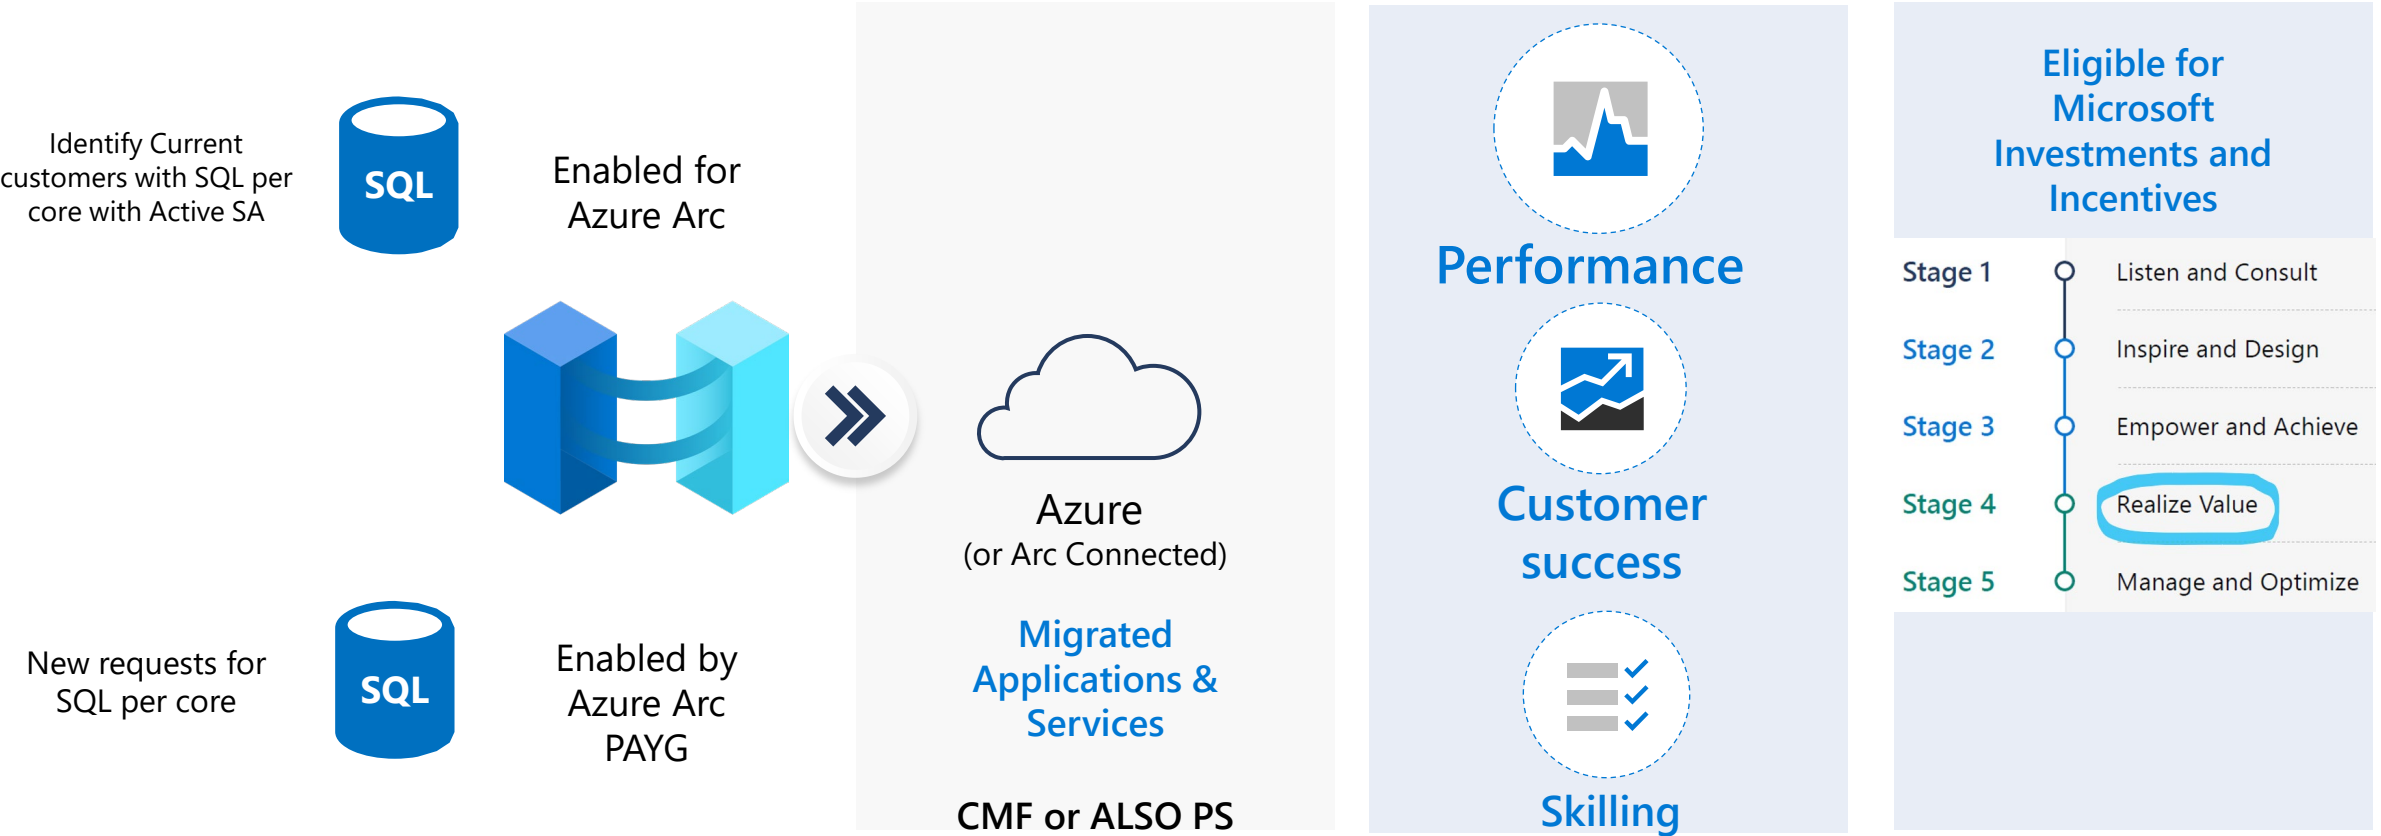 Identify Current
customers with SQL per
core with Active SA
SQL
Enabled for
Azure Arc
New requests for
SQL per core
SQL
Enabled by
Azure Arc
PAYG
Azure
(or Arc Connected)
Migrated
Applications &
Services
CMF or ALSO PS
Performance
Customer
success
Skilling
Eligible for
Microsoft
Investments and
Incentives
Stage 1 Listen and Consult
Stage 2 Inspire and Design
Stage 3 Empower and Achieve
Stage 4 Realize Value
Stage 5 Manage and Optimize